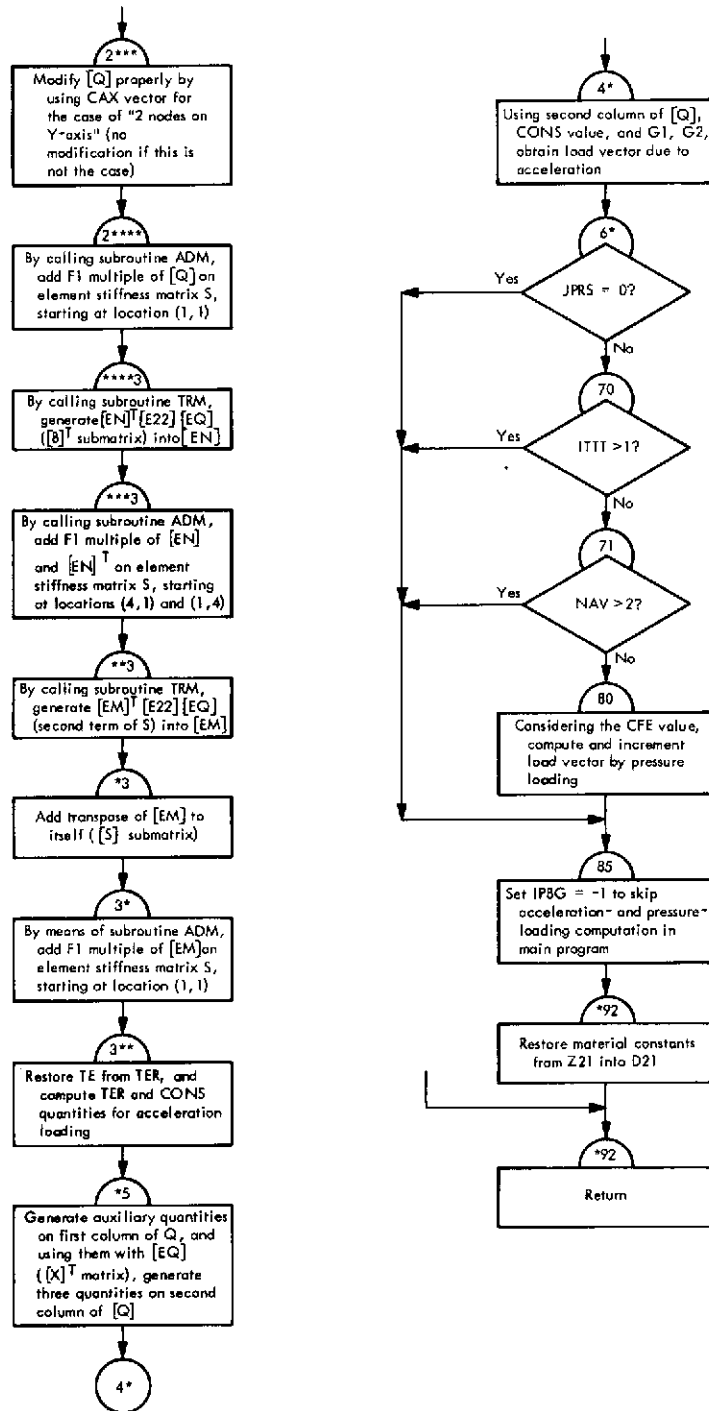 2***
Modify [Q] properly by
using CAX vector for
the case of "2 nodes on
Y-axis" (no
modification if this is
not the case)
2****
By calling subroutine ADM,
add F1 multiple of [Q] on
element stiffness matrix S,
starting at location (1,1)
****3
By calling subroutine TRM,
generate [EN]T [E22] [EQ]
([8]T submatrix) into [EN]
***3
By calling subroutine ADM,
add F1 multiple of [EN]
and [EN] T on element
stiffness matrix S, starting
at locations (4,1) and (1,4)
**3
By calling subroutine TRM,
generate [EM]T [E22] [EQ]
(second term of S) into [EM]
*3
Add transpose of [EM] to
itself ([S] submatrix)
3*
By means of subroutine ADM,
add F1 multiple of [EM] on
element stiffness matrix S,
starting at location (1,1)
3**
Restore TE from TER, and
compute TER and CONS
quantities for acceleration
loading
*5
Generate auxiliary quantities
on first column of Q, and
using them with [EQ]
([X]T matrix), generate
three quantities on second
column of [Q]
4*
4*
Using second column of [Q],
CONS value, and G1, G2,
obtain load vector due to
acceleration
6*
Yes
JPRS = 0?
No
70
Yes
ITTT >1?
No
71
Yes
NAV >2?
No
80
Considering the CFE value,
compute and increment
load vector by pressure
loading
85
Set IPBG = -1 to skip
acceleration- and pressure-
loading computation in
main program
*92
Restore material constants
from Z21 into D21
*92
Return